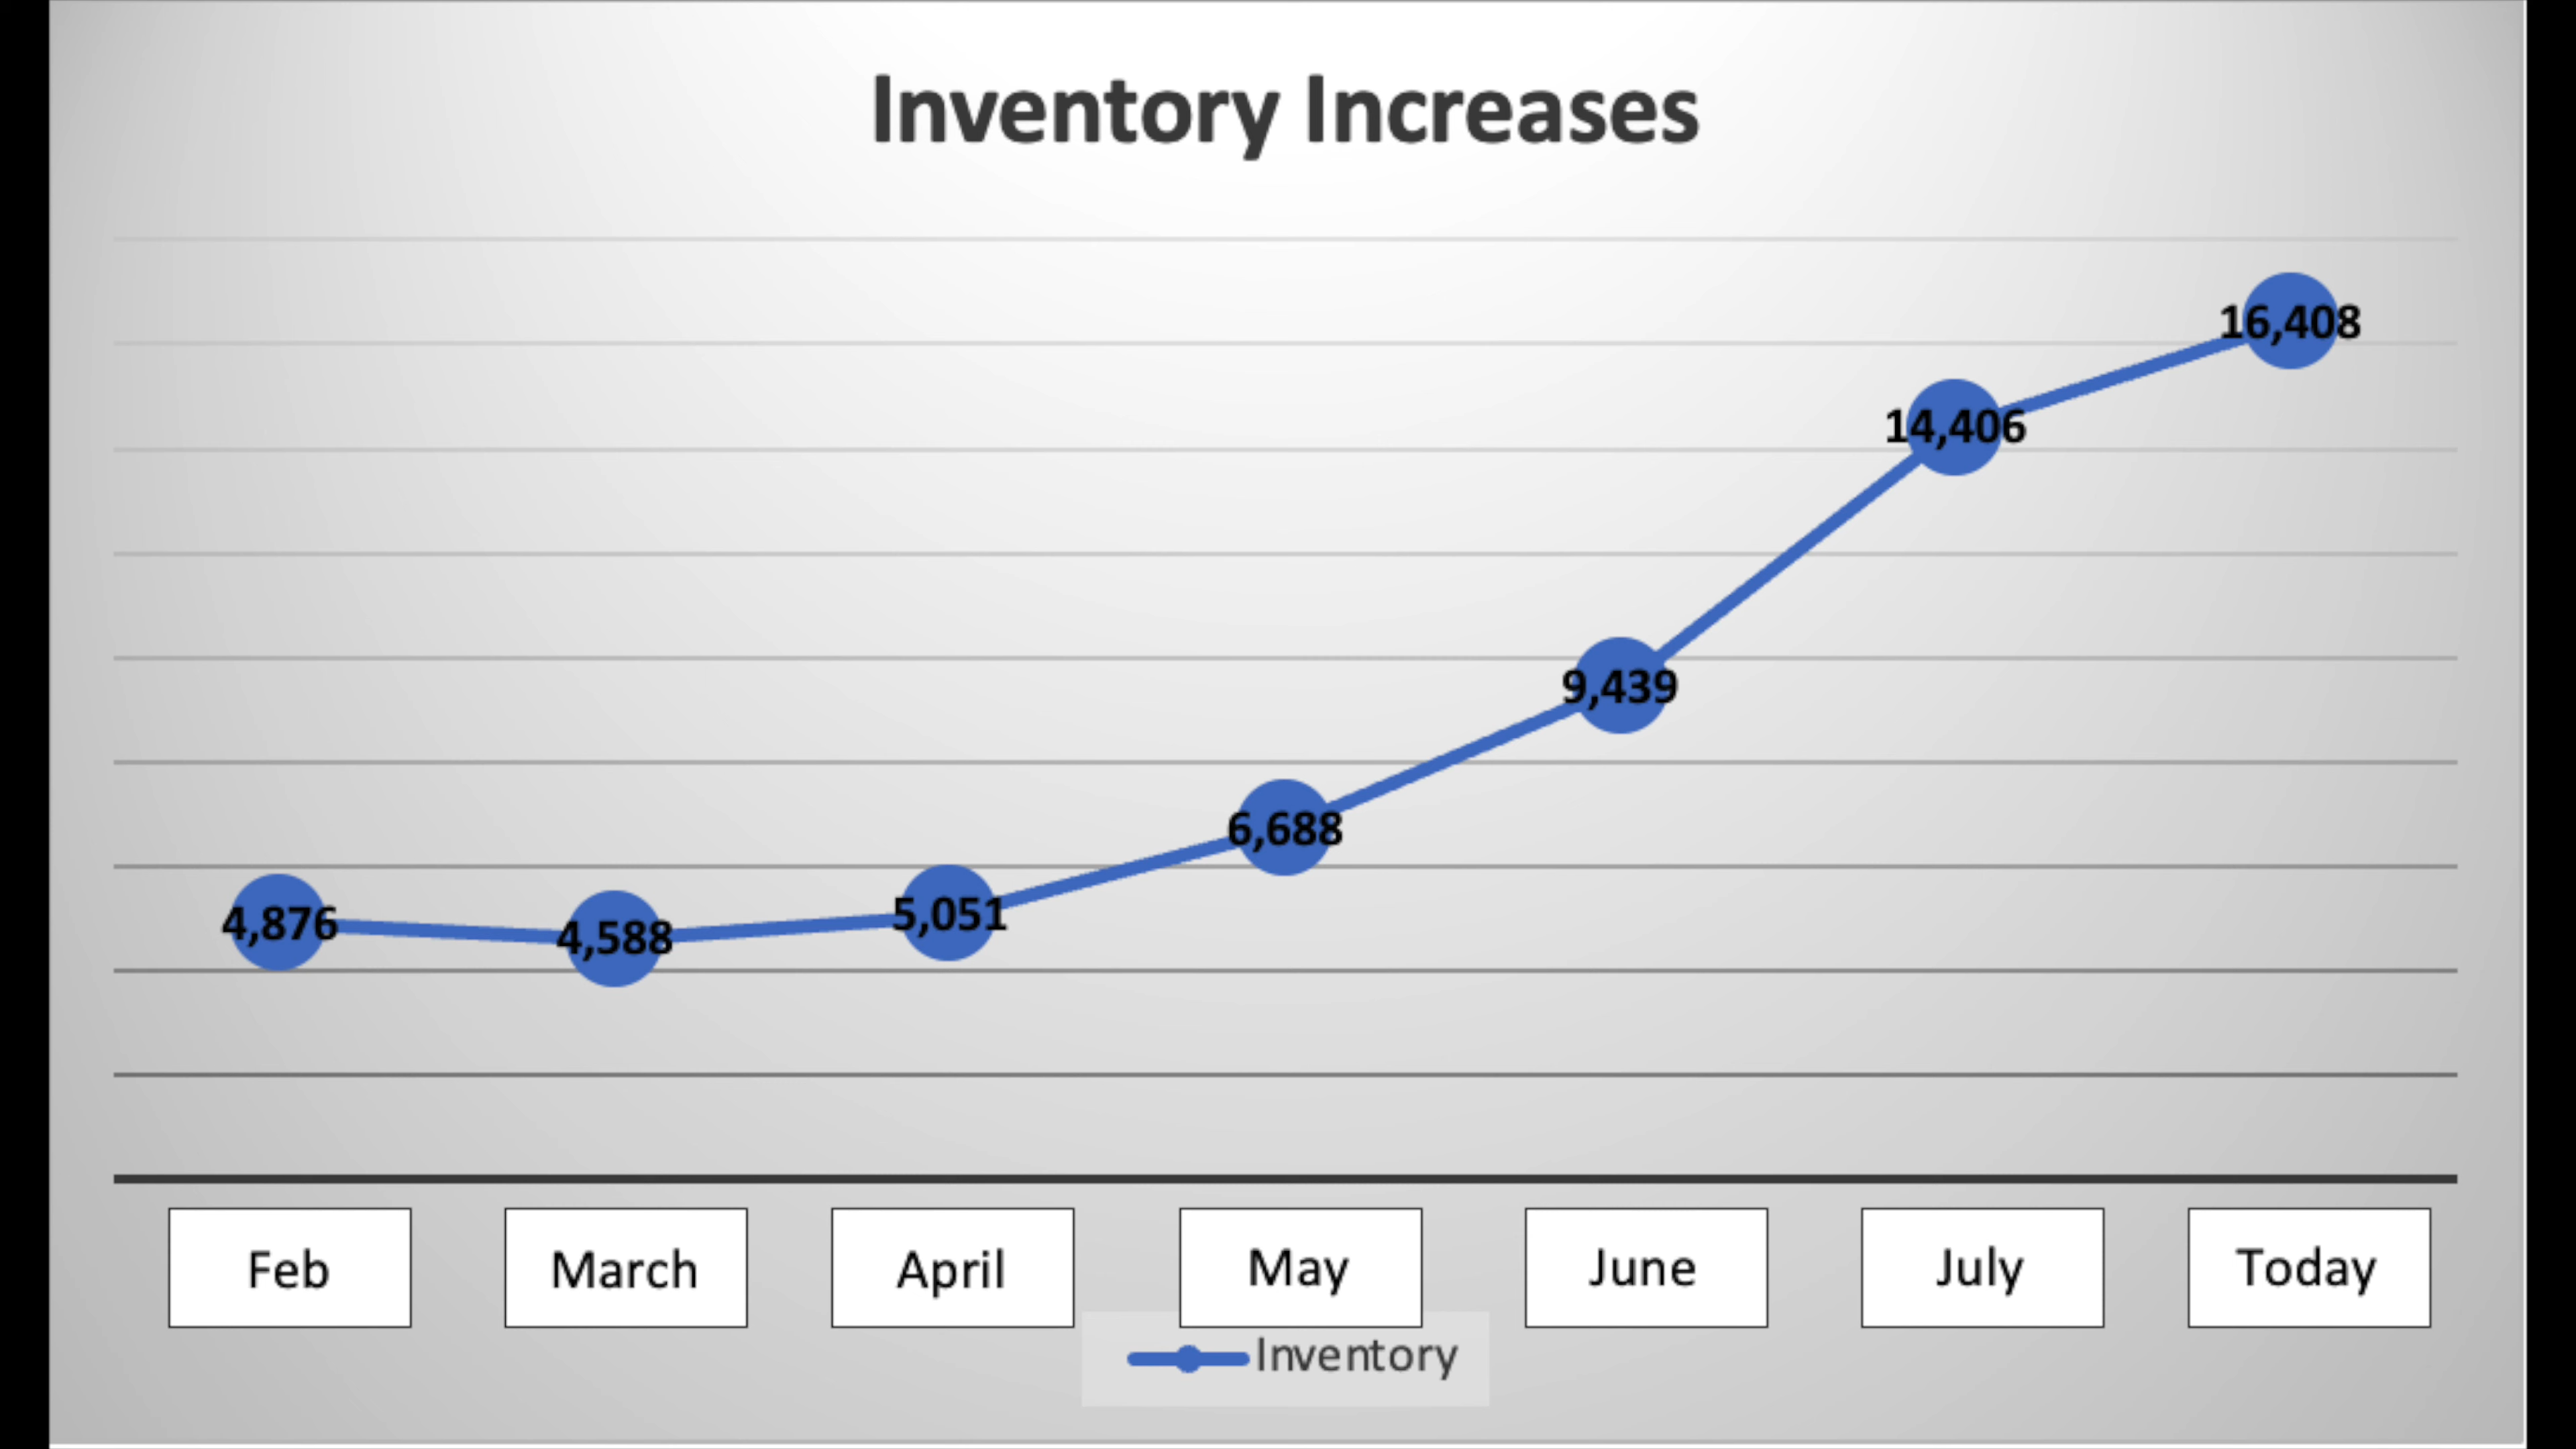 Inventory Increases
16,408
14,406
9,439
6,688
4,876
4,588
5,051
Feb
March
April
May
June
July
Today
Inventory